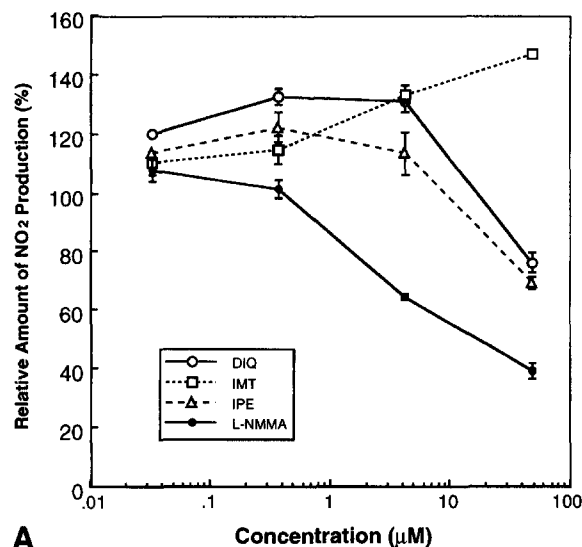 Relative Amount of NO2 Production (%)
160
140
120
100
80
60
40
20
0
DIQ
IMT
IPE
L-NMMA
.01
.1
1
10
100
A
Concentration (μM)